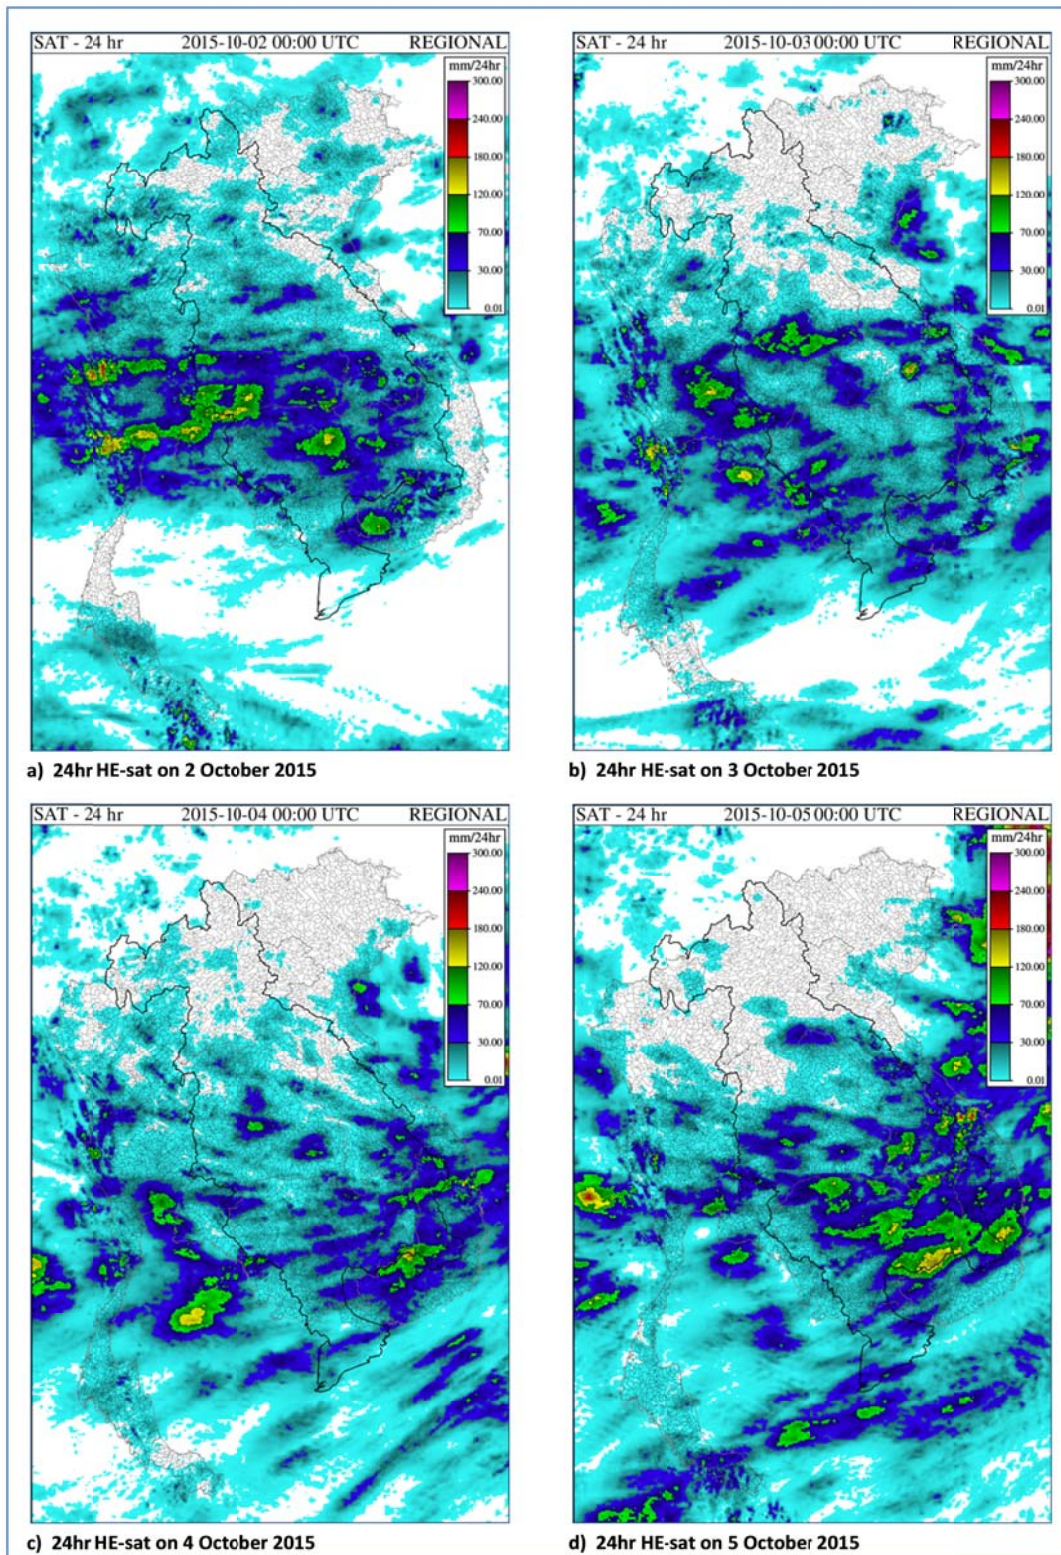 SAT - 24 hr 2015-10-02 00:00 UTC REGIONAL
mm/24hr
300.00
240.00
180.00
120.00
70.00
30.00
0.01
a) 24hr HE-sat on 2 October 2015
SAT - 24 hr 2015-10-03 00:00 UTC REGIONAL
mm/24hr
300.00
240.00
180.00
120.00
70.00
30.00
0.01
b) 24hr HE-sat on 3 October 2015
SAT - 24 hr 2015-10-04 00:00 UTC REGIONAL
mm/24hr
300.00
240.00
180.00
120.00
70.00
30.00
0.01
c) 24hr HE-sat on 4 October 2015
SAT - 24 hr 2015-10-05 00:00 UTC REGIONAL
mm/24hr
300.00
240.00
180.00
120.00
70.00
30.00
0.01
d) 24hr HE-sat on 5 October 2015